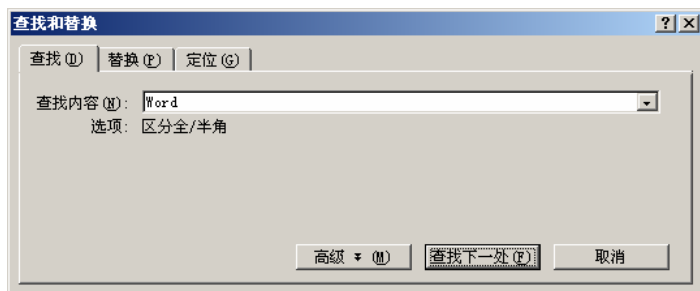 查找和替换
查找(D) 替换(P) 定位(G)
查找内容(N): Word
选项: 区分全/半角
高级 (M) 查找下一处(F) 取消